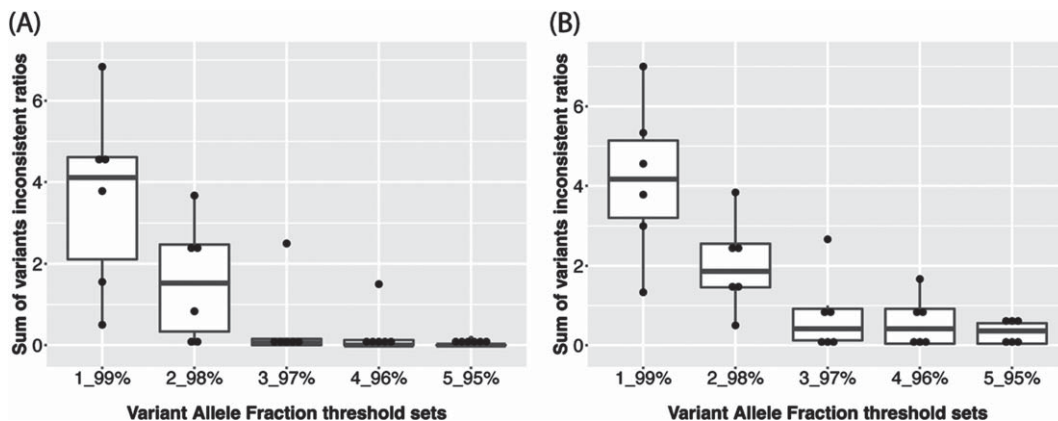 (A)
Sum of variants inconsistent ratios
6
4
2
0
1_99% 2_98% 3_97% 4_96% 5_95%
Variant Allele Fraction threshold sets
(B)
Sum of variants inconsistent ratios
6
4
2
0
1_99% 2_98% 3_97% 4_96% 5_95%
Variant Allele Fraction threshold sets